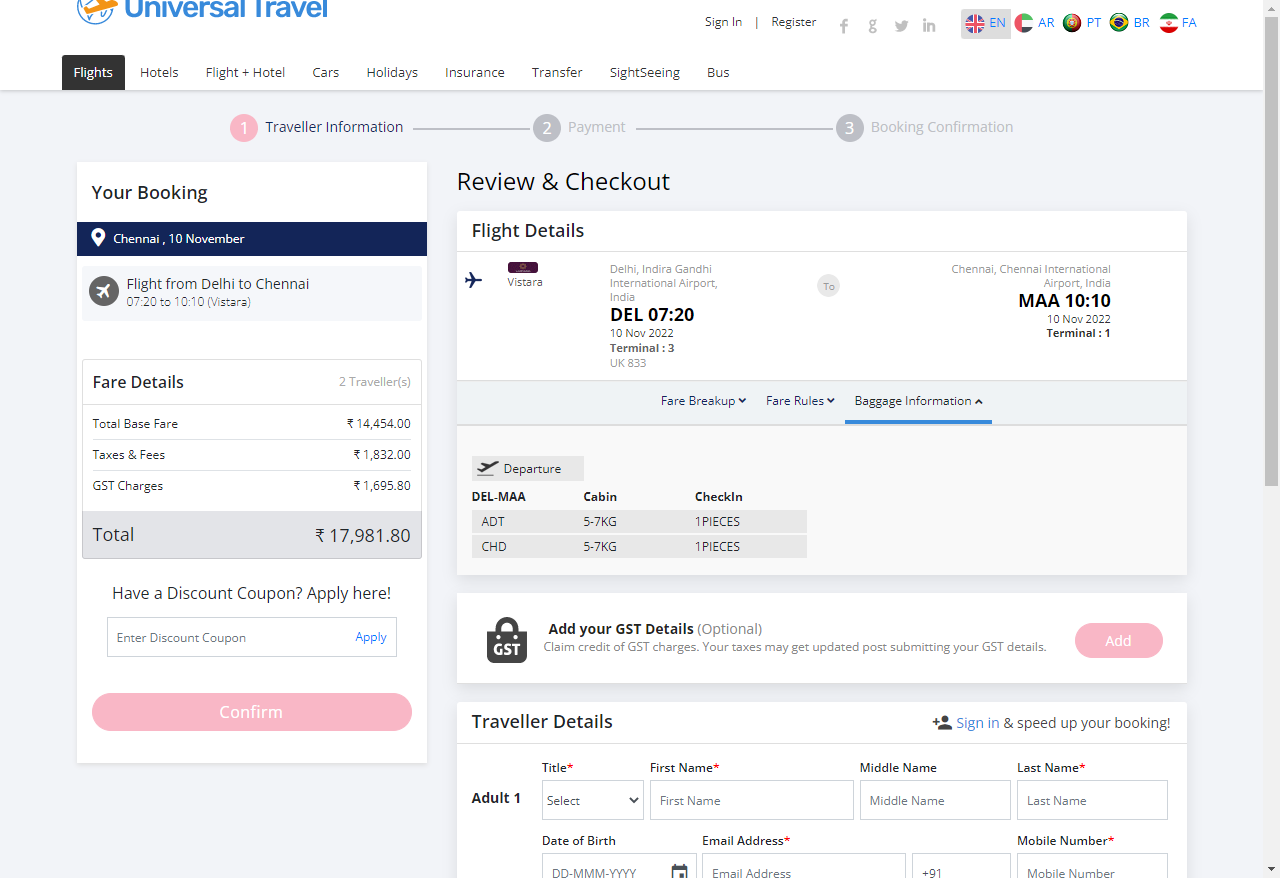 Universal Travel
Sign In | Register
EN AR PT BR FA
Flights Hotels Flight + Hotel Cars Holidays Insurance Transfer SightSeeing Bus
1 Traveller Information 2 Payment 3 Booking Confirmation
Your Booking
Chennai , 10 November
Flight from Delhi to Chennai
07:20 to 10:10 (Vistara)
Fare Details 2 Traveller(s)
Total Base Fare ₹ 14,454.00
Taxes & Fees ₹ 1,832.00
GST Charges ₹ 1,695.80
Total ₹ 17,981.80
Have a Discount Coupon? Apply here!
Enter Discount Coupon Apply
Confirm
Review & Checkout
Flight Details
Vistara
Delhi, Indira Gandhi
International Airport,
India
DEL 07:20
10 Nov 2022
Terminal : 3
UK 833
To
Chennai, Chennai International
Airport, India
MAA 10:10
10 Nov 2022
Terminal : 1
Fare Breakup Fare Rules Baggage Information
Departure
DEL-MAA Cabin CheckIn
ADT 5-7KG 1PIECES
CHD 5-7KG 1PIECES
GST
Add your GST Details (Optional)
Claim credit of GST charges. Your taxes may get updated post submitting your GST details.
Add
Traveller Details Sign in & speed up your booking!
Title* First Name* Middle Name Last Name*
Adult 1 Select First Name Middle Name Last Name
Date of Birth Email Address* Mobile Number*
DD-MMM-YYYY Email Address +91 Mobile Number